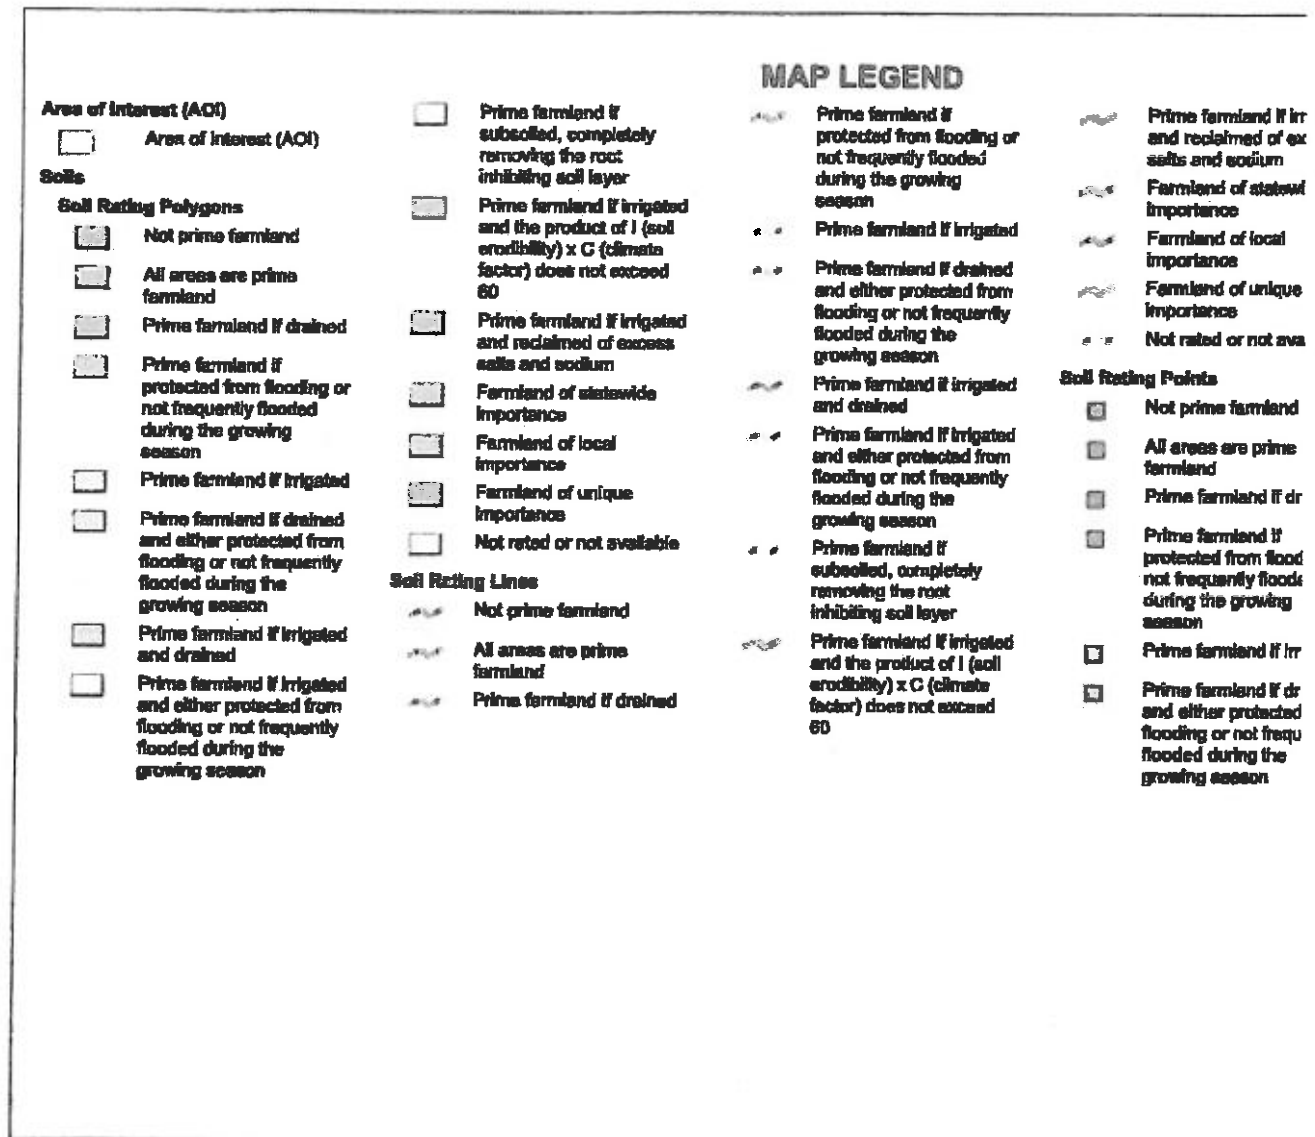 MAP LEGEND
Area of Interest (AOI)
Area of Interest (AOI)
Soils
Soil Rating Polygons
Not prime farmland
All areas are prime
farmland
Prime farmland if drained
Prime farmland if
protected from flooding or
not frequently flooded
during the growing
season
Prime farmland if irrigated
Prime farmland if drained
and either protected from
flooding or not frequently
flooded during the
growing season
Prime farmland if irrigated
and drained
Prime farmland if irrigated
and either protected from
flooding or not frequently
flooded during the
growing season
Prime farmland if
subsoiled, completely
removing the root
inhibiting soil layer
Prime farmland if irrigated
and the product of I (soil
erodibility) x C (climate
factor) does not exceed
60
Prime farmland if irrigated
and reclaimed of excess
salts and sodium
Farmland of statewide
importance
Farmland of local
importance
Farmland of unique
importance
Not rated or not available
Soil Rating Lines
Not prime farmland
All areas are prime
farmland
Prime farmland if drained
Prime farmland if
protected from flooding or
not frequently flooded
during the growing
season
Prime farmland if irrigated
Prime farmland if drained
and either protected from
flooding or not frequently
flooded during the
growing season
Prime farmland if irrigated
and drained
Prime farmland if irrigated
and either protected from
flooding or not frequently
flooded during the
growing season
Prime farmland if
subsoiled, completely
removing the root
inhibiting soil layer
Prime farmland if irrigated
and the product of I (soil
erodibility) x C (climate
factor) does not exceed
60
Prime farmland if irr
and reclaimed of ex
salts and sodium
Farmland of statewi
importance
Farmland of local
importance
Farmland of unique
importance
Not rated or not ava
Soil Rating Points
Not prime farmland
All areas are prime
farmland
Prime farmland if dr
Prime farmland if
protected from flood
not frequently floode
during the growing
season
Prime farmland if irr
Prime farmland if dr
and either protected
flooding or not frequ
flooded during the
growing season